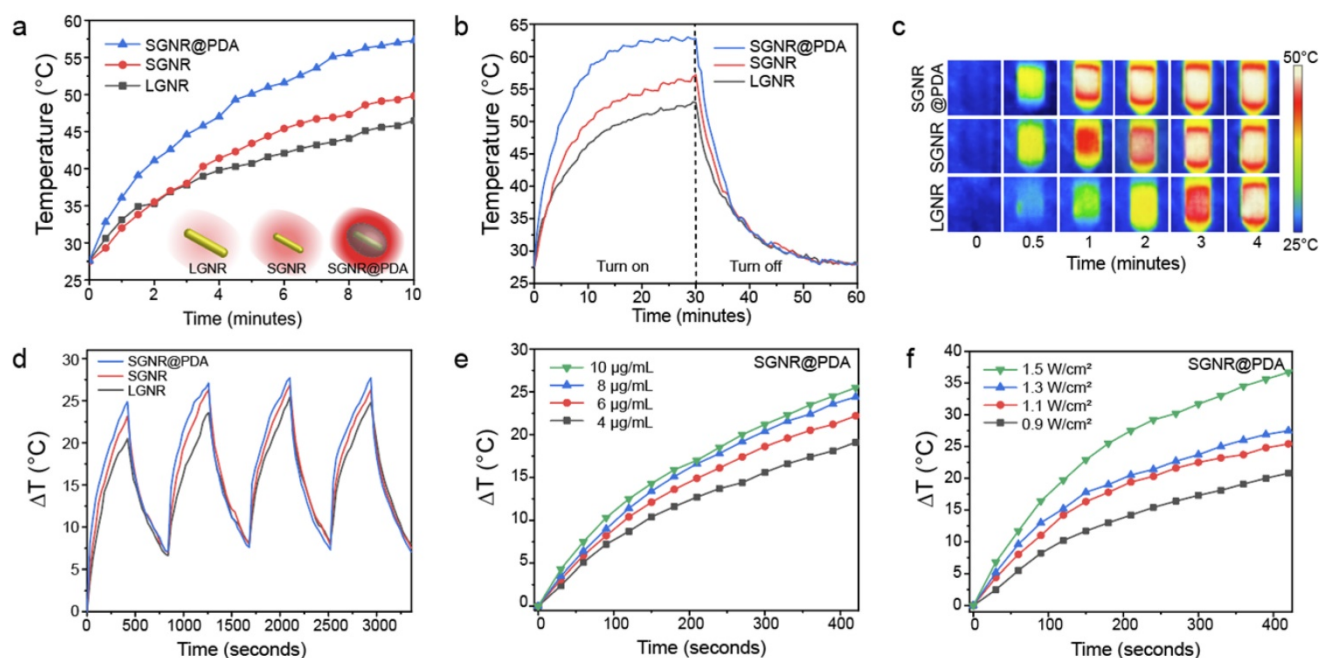 a
Temperature (°C)
60
55
50
45
40
35
30
25
SGNR@PDA
SGNR
LGNR
LGNR
SGNR
SGNR@PDA
0
2
4
6
8
10
Time (minutes)
b
Temperature (°C)
65
60
55
50
45
40
35
30
25
SGNR@PDA
SGNR
LGNR
Turn on
Turn off
0
10
20
30
40
50
60
Time (minutes)
c
SGNR
@PDA
SGNR
LGNR
50°C
25°C
0
0.5
1
2
3
4
Time (minutes)
d
ΔT (°C)
30
25
20
15
10
5
0
SGNR@PDA
SGNR
LGNR
0
500
1000
1500
2000
2500
3000
Time (seconds)
e
ΔT (°C)
30
25
20
15
10
5
0
10 μg/mL
8 μg/mL
6 μg/mL
4 μg/mL
SGNR@PDA
0
100
200
300
400
Time (seconds)
f
ΔT (°C)
40
35
30
25
20
15
10
5
0
1.5 W/cm²
1.3 W/cm²
1.1 W/cm²
0.9 W/cm²
SGNR@PDA
0
100
200
300
400
Time (seconds)